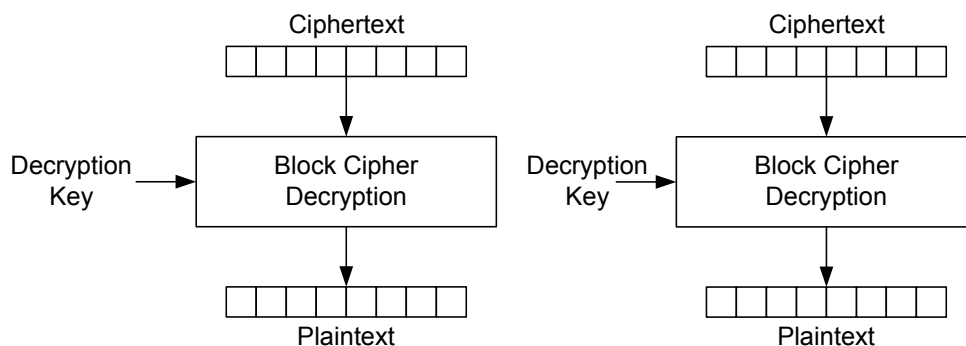 Ciphertext
Decryption
Key
Block Cipher
Decryption
Plaintext
Ciphertext
Decryption
Key
Block Cipher
Decryption
Plaintext